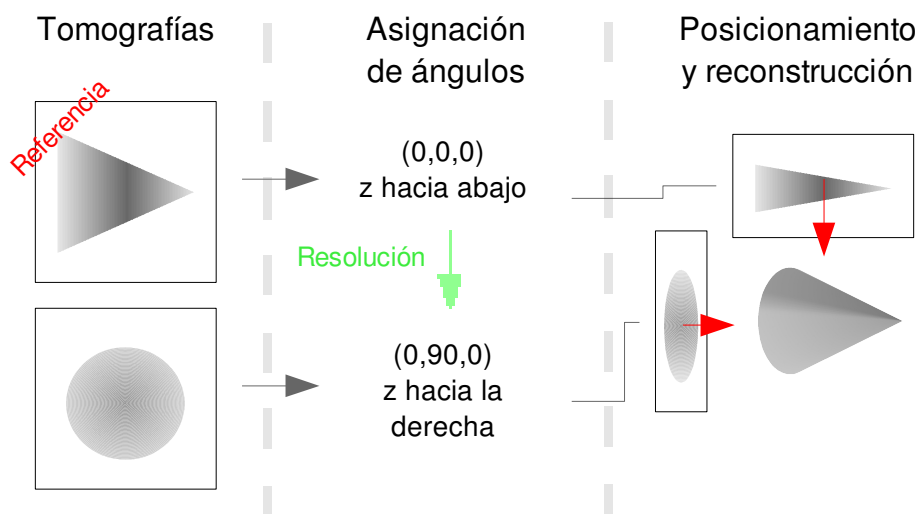 Tomografías
Asignación
de ángulos
Posicionamiento
y reconstrucción
Referencia
(0,0,0)
z hacia abajo
Resolución
(0,90,0)
z hacia la
derecha